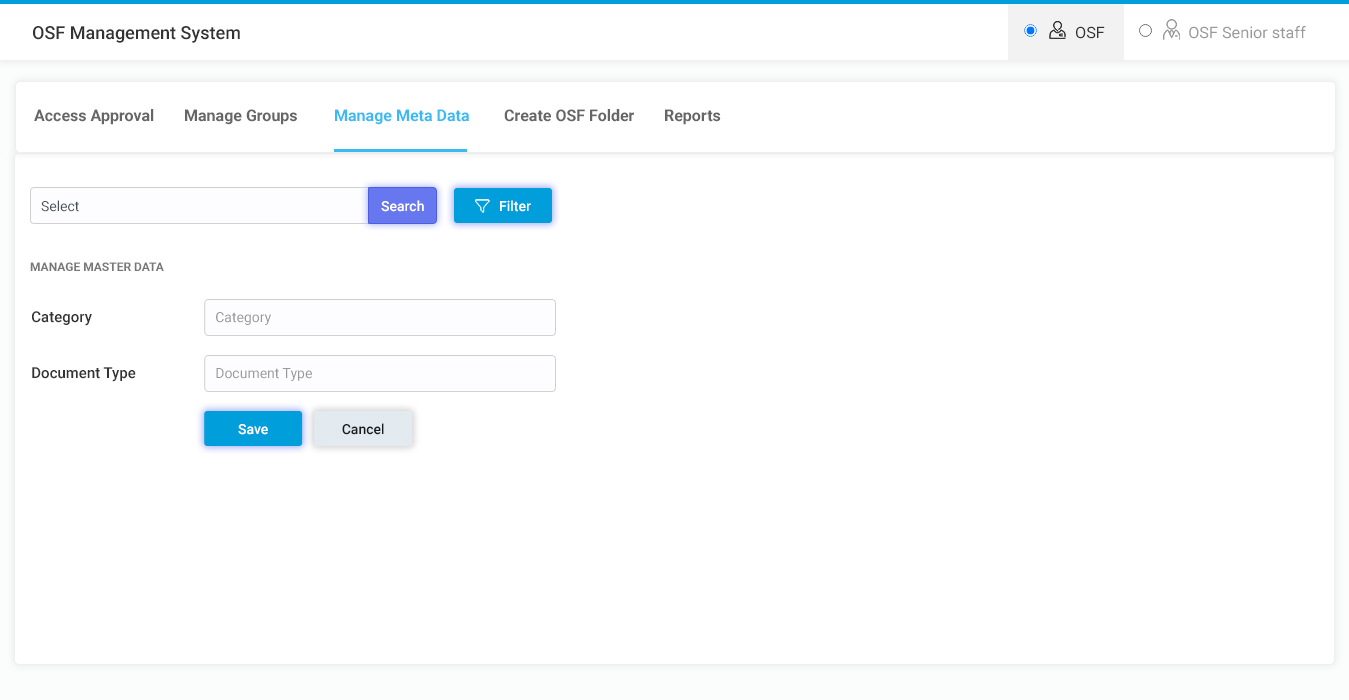 OSF Management System
OSF
OSF Senior staff
Access Approval
Manage Groups
Manage Meta Data
Create OSF Folder
Reports
Select
Search
Filter
MANAGE MASTER DATA
Category
Category
Document Type
Document Type
Save
Cancel